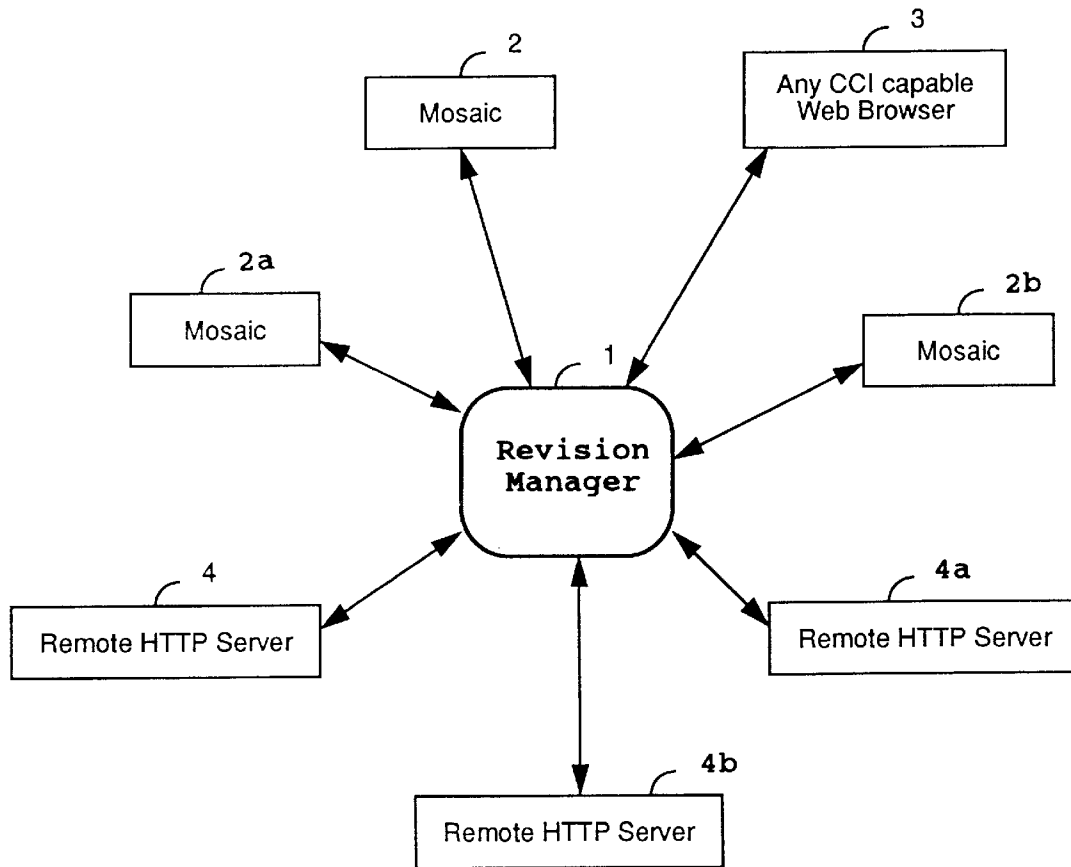 2
Mosaic
3
Any CCI capable
Web Browser
2a
Mosaic
2b
Mosaic
1
Revision
Manager
4
Remote HTTP Server
4a
Remote HTTP Server
4b
Remote HTTP Server